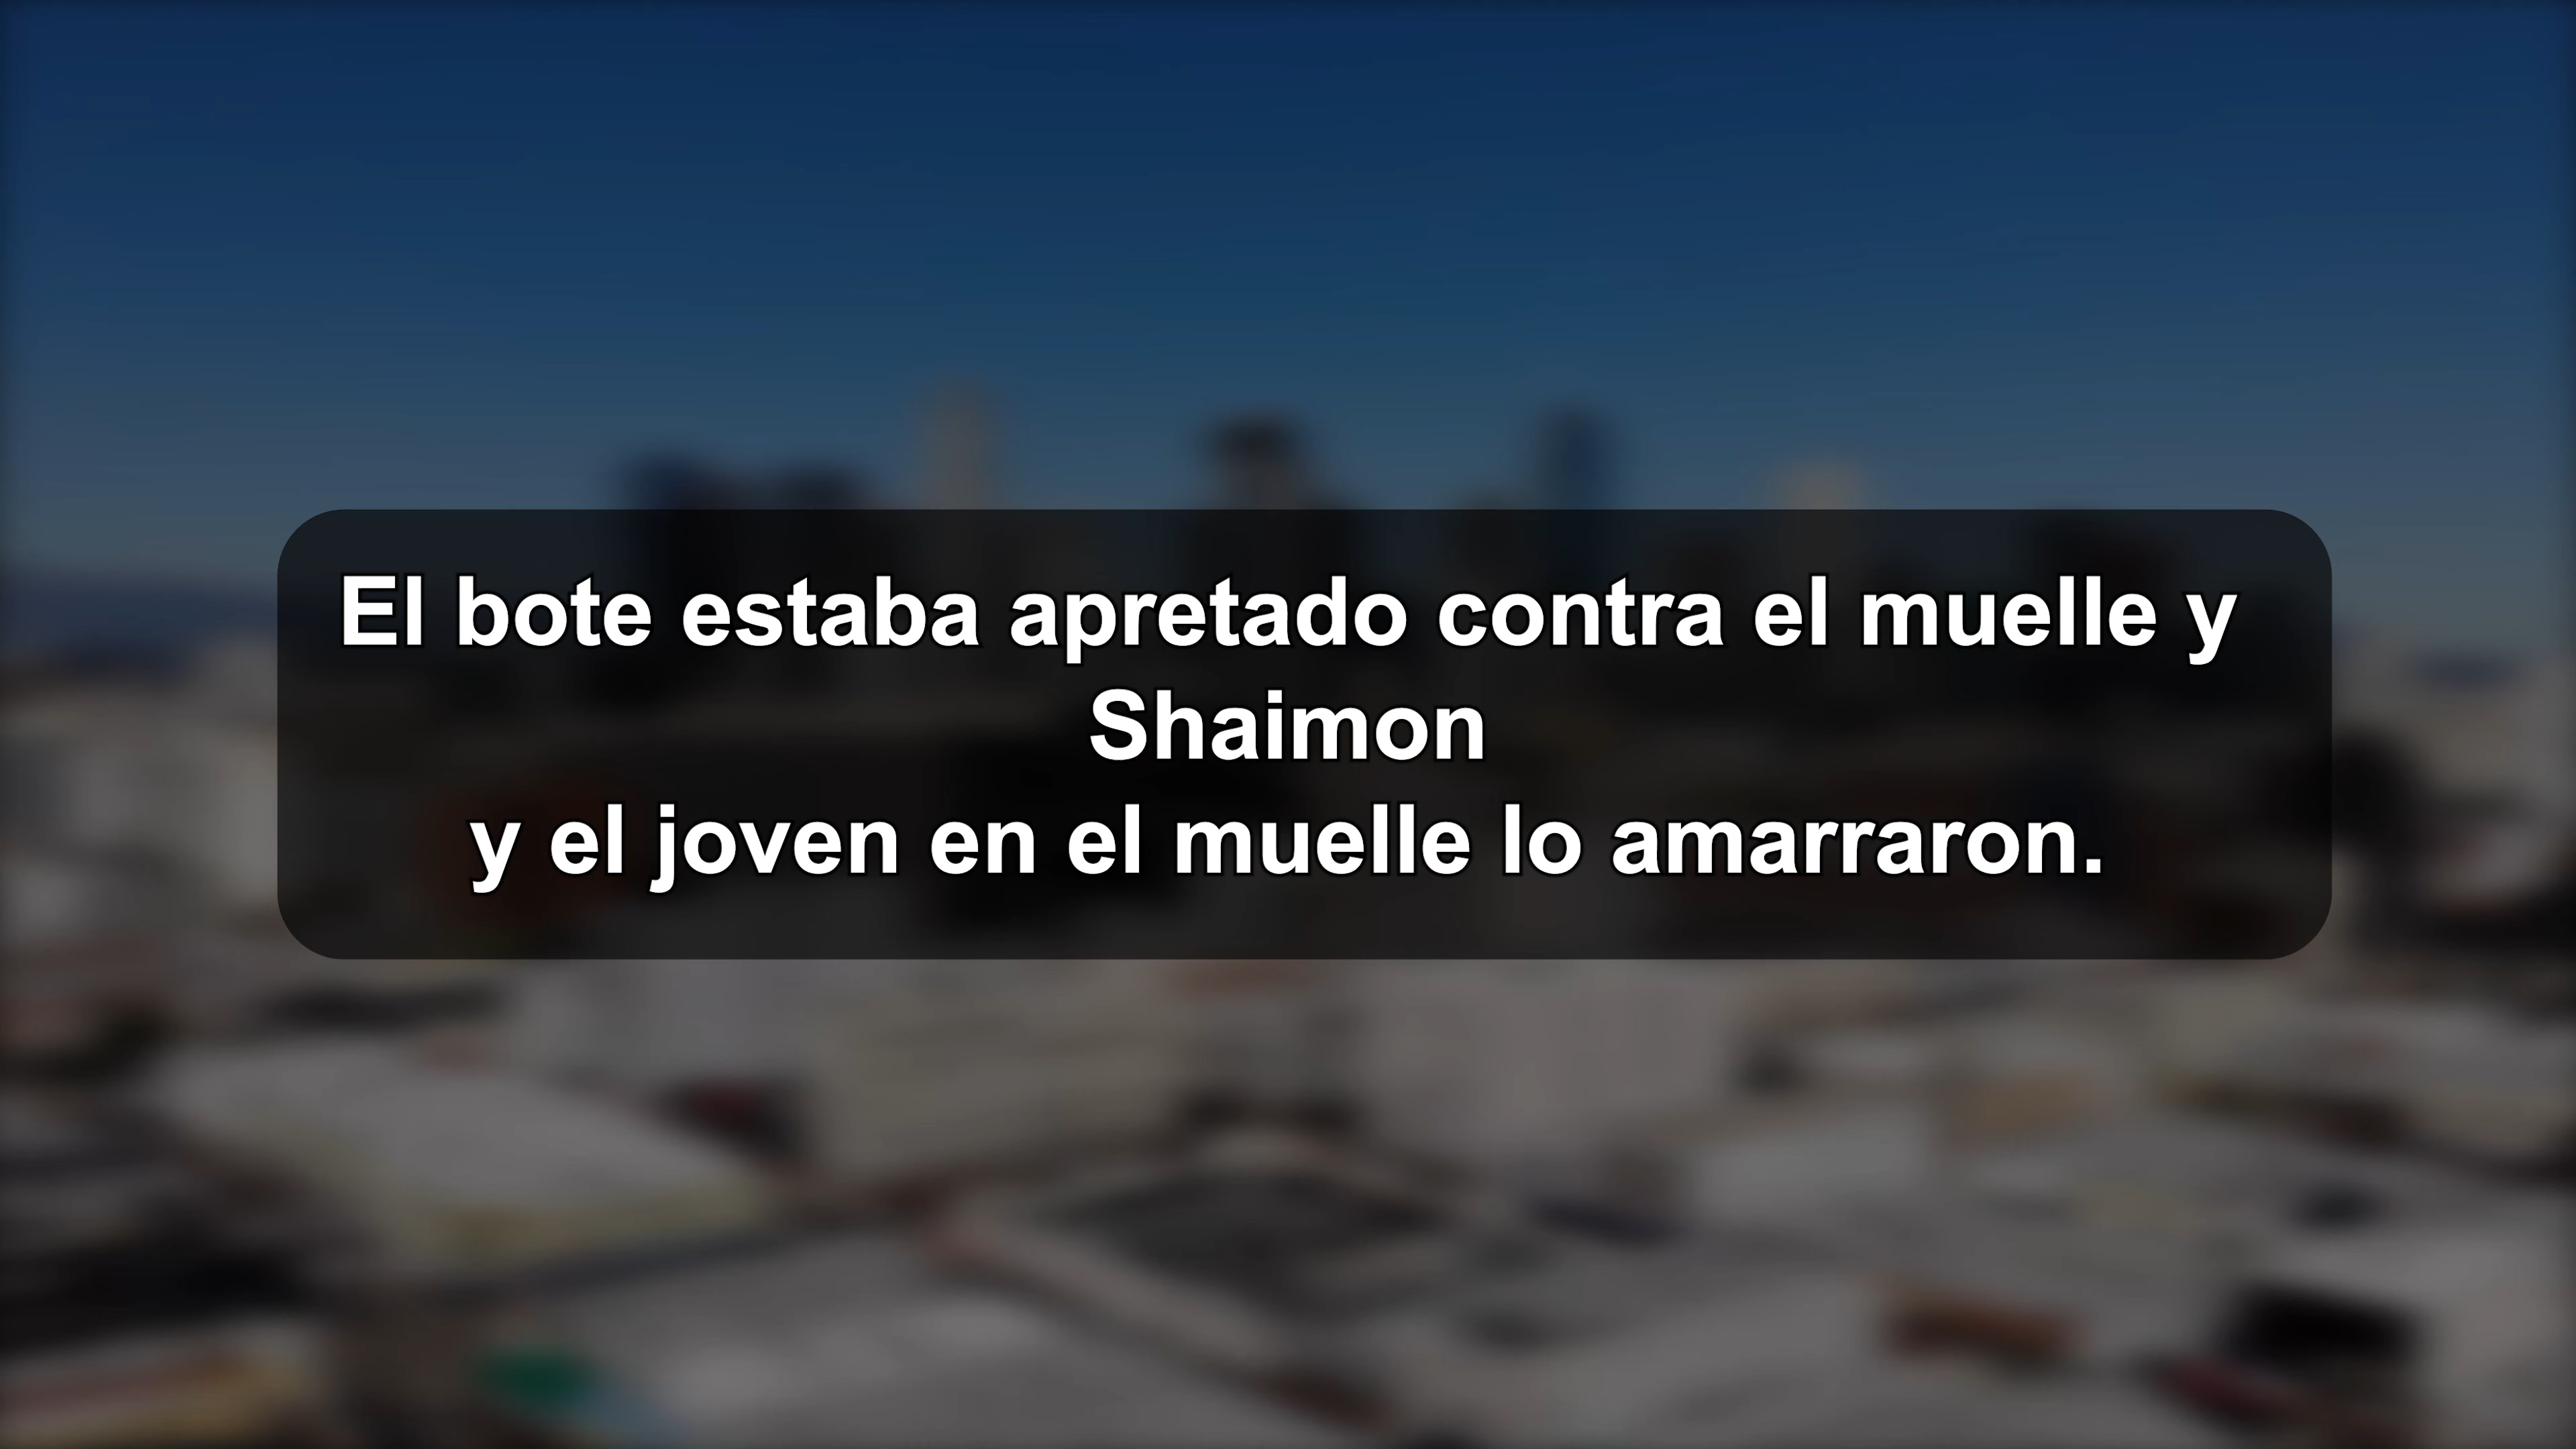 El bote estaba apretado contra el muelle y
Shaimon
y el joven en el muelle lo amarraron.